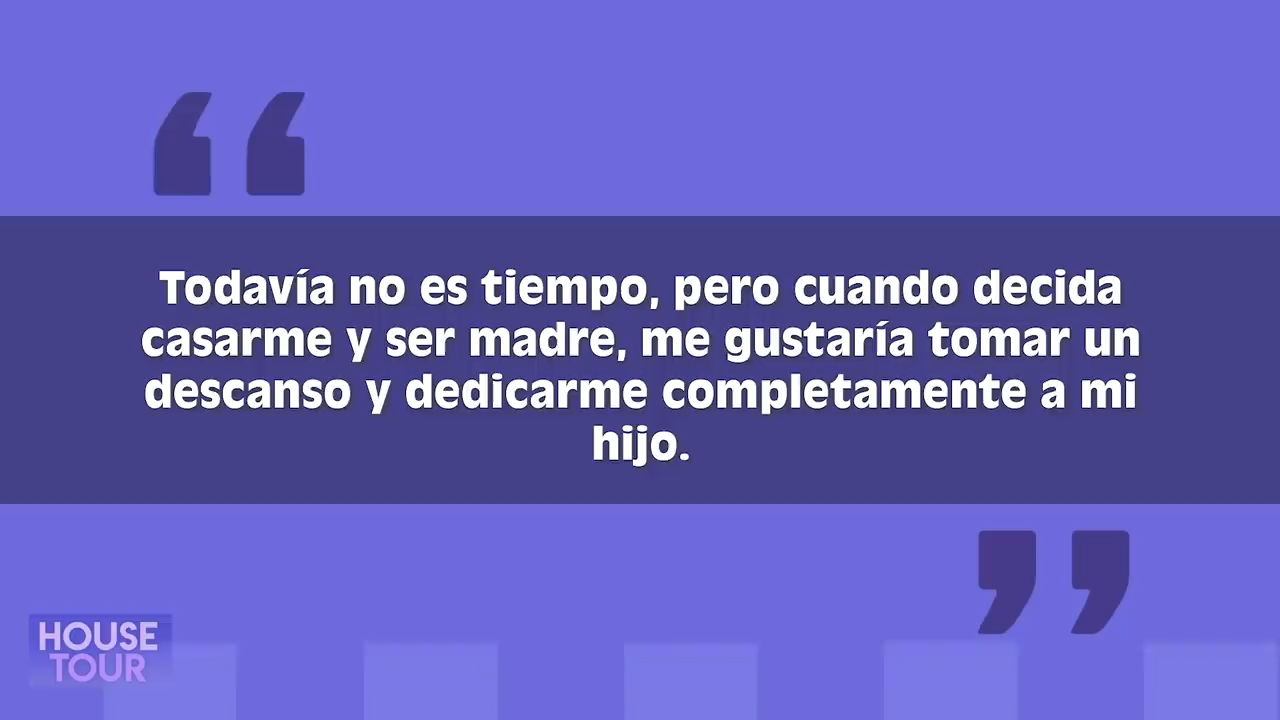 Todavía no es tiempo, pero cuando decida
casarme y ser madre, me gustaría tomar un
descanso y dedicarme completamente a mi
hijo.
HOUSE
TOUR